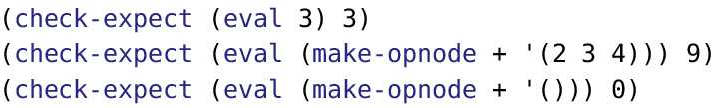 (check-expect (eval 3) 3)
(check-expect (eval (make-opnode + '(2 3 4))) 9)
(check-expect (eval (make-opnode + '())) 0)